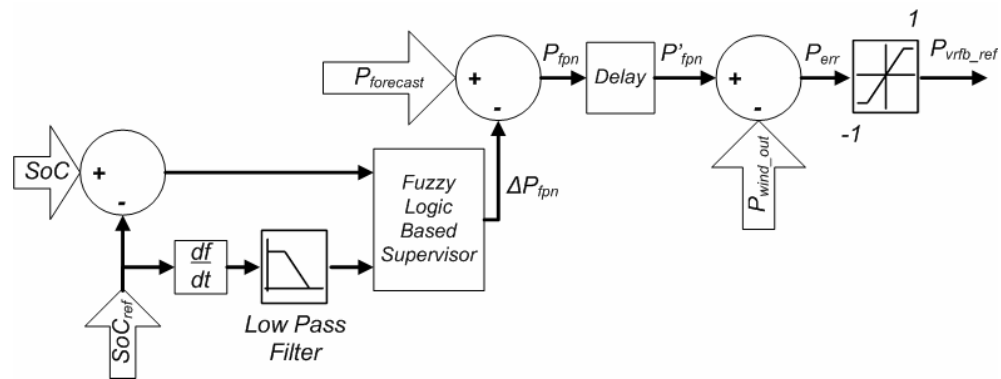 1
P_forecast
+
-
P_fpn
Delay
P'_fpn
+
-
P_err
P_vrfb_ref
-1
SoC
+
-
Fuzzy
Logic
Based
Supervisor
ΔP_fpn
P_wind_out
df
dt
SoC_ref
Low Pass
Filter